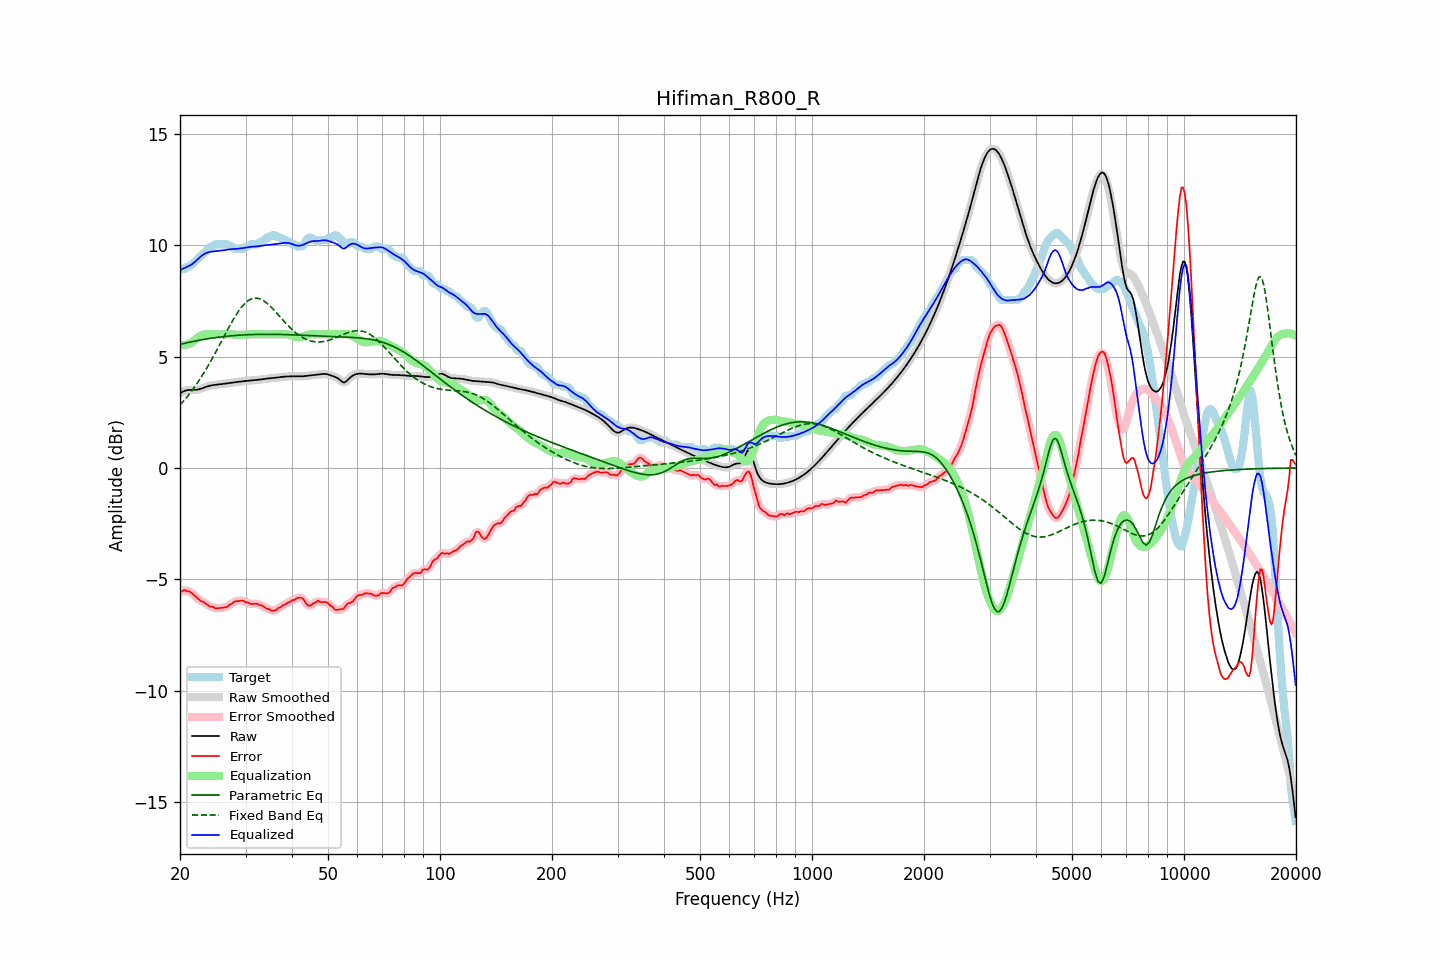 Hifiman_R800_R
15
10
5
0
−5
−10
−15
Amplitude (dBr)
Target
Raw Smoothed
Error Smoothed
Raw
Error
Equalization
Parametric Eq
Fixed Band Eq
Equalized
20 50 100 200 500 1000 2000 5000 10000 20000
Frequency (Hz)